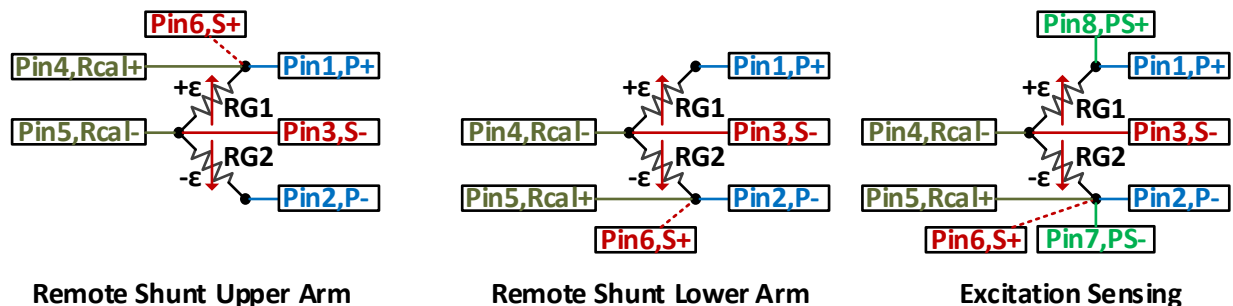 Pin6,S+
Pin4,Rcal+
Pin1,P+
+ε
RG1
Pin5,Rcal-
Pin3,S-
RG2
-ε
Pin2,P-
Remote Shunt Upper Arm
Pin1,P+
+ε
RG1
Pin4,Rcal-
Pin3,S-
RG2
-ε
Pin5,Rcal+
Pin2,P-
Pin6,S+
Remote Shunt Lower Arm
Pin8,PS+
Pin1,P+
+ε
RG1
Pin4,Rcal-
Pin3,S-
RG2
-ε
Pin5,Rcal+
Pin2,P-
Pin6,S+
Pin7,PS-
Excitation Sensing